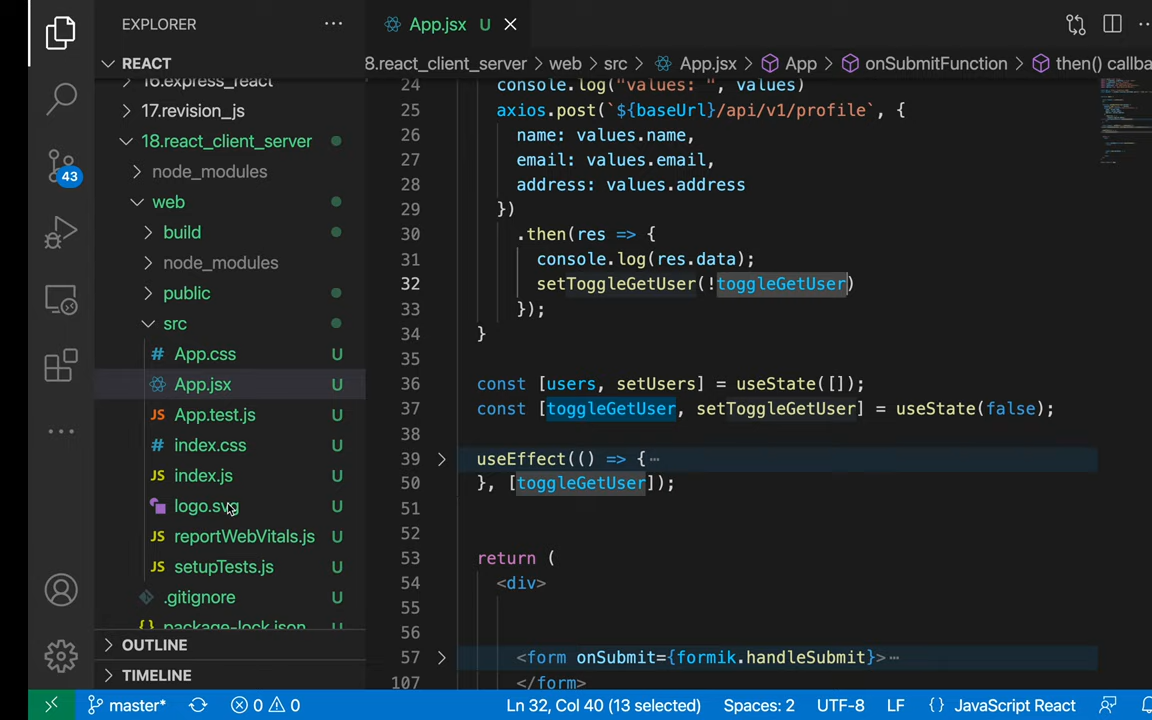 EXPLORER
REACT
16.express_react
17.revision_js
18.react_client_server
node_modules
web
build
node_modules
public
src
# App.css U
App.jsx U
JS App.test.js U
# index.css U
JS index.js U
logo.svg U
JS reportWebVitals.js U
JS setupTests.js U
.gitignore U
{} package-lock.json
OUTLINE
TIMELINE
43
App.jsx U
8.react_client_server > web > src > App.jsx > App > onSubmitFunction > then() callba
24 console.log("values: ", values)
25 axios.post(`${baseUrl}/api/v1/profile`, {
26 name: values.name,
27 email: values.email,
28 address: values.address
29 })
30 .then(res => {
31 console.log(res.data);
32 setToggleGetUser(!toggleGetUser)
33 });
34 }
35
36 const [users, setUsers] = useState([]);
37 const [toggleGetUser, setToggleGetUser] = useState(false);
38
39 useEffect(() => {…
50 }, [toggleGetUser]);
51
52
53 return (
54 <div>
55
56
57 <form onSubmit={formik.handleSubmit}>…
107 </form>
master* 0 0 Ln 32, Col 40 (13 selected) Spaces: 2 UTF-8 LF {} JavaScript React